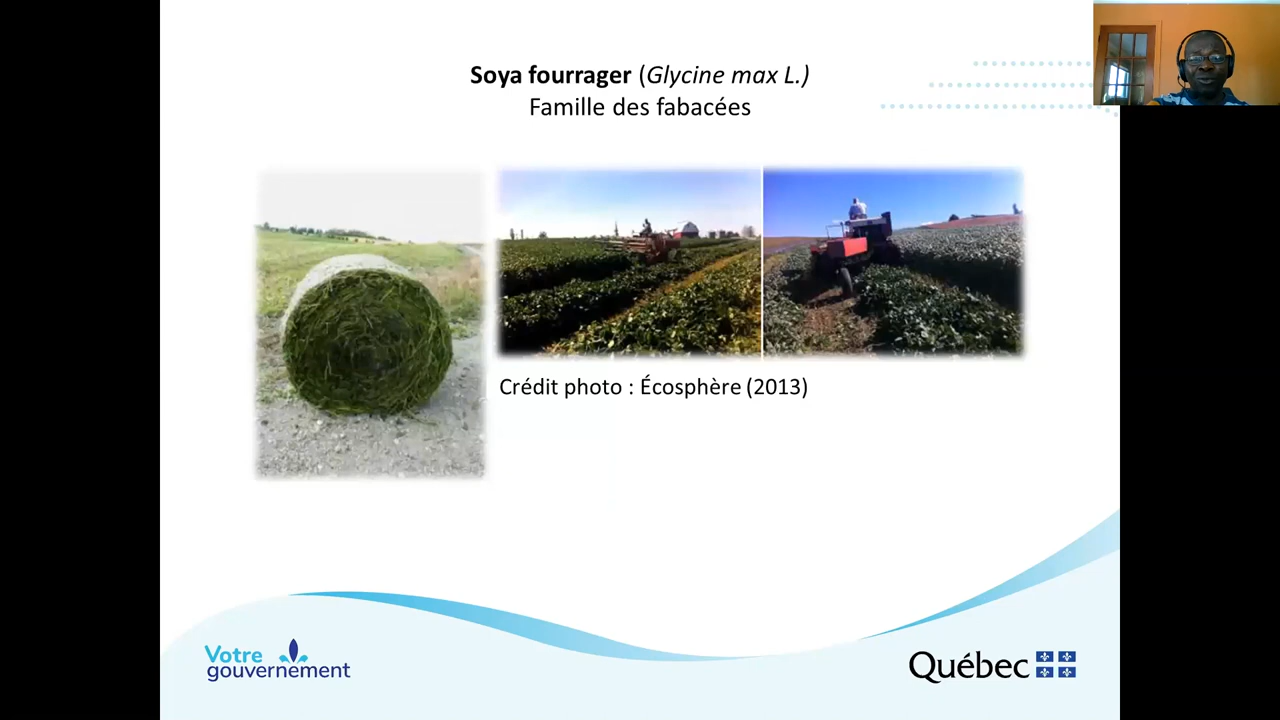 Soya fourrager (Glycine max L.)
Famille des fabacées
Crédit photo : Écosphère (2013)
Votre
gouvernement
Québec